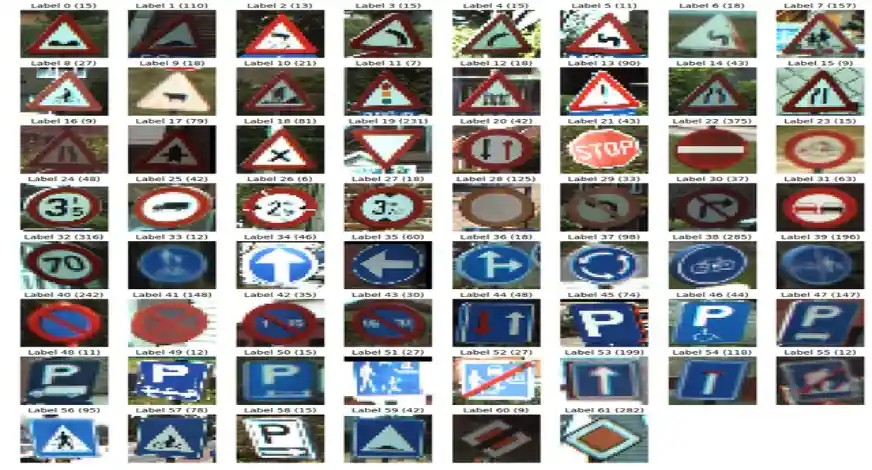 Label 0 (15) Label 1 (110) Label 2 (13) Label 3 (15) Label 4 (15) Label 5 (11) Label 6 (18) Label 7 (157)
Label 8 (27) Label 9 (18) Label 10 (21) Label 11 (7) Label 12 (18) Label 13 (90) Label 14 (43) Label 15 (9)
Label 16 (9) Label 17 (79) Label 18 (81) Label 19 (231) Label 20 (42) Label 21 (43) Label 22 (375) Label 23 (15)
STOP
Label 24 (48) Label 25 (42) Label 26 (6) Label 27 (18) Label 28 (125) Label 29 (33) Label 30 (37) Label 31 (63)
Label 32 (316) Label 33 (12) Label 34 (46) Label 35 (60) Label 36 (18) Label 37 (98) Label 38 (285) Label 39 (196)
70
Label 40 (242) Label 41 (148) Label 42 (35) Label 43 (30) Label 44 (48) Label 45 (74) Label 46 (44) Label 47 (147)
P P P
Label 48 (11) Label 49 (12) Label 50 (15) Label 51 (27) Label 52 (27) Label 53 (199) Label 54 (118) Label 55 (12)
P P P
Label 56 (95) Label 57 (78) Label 58 (15) Label 59 (42) Label 60 (9) Label 61 (282)
P